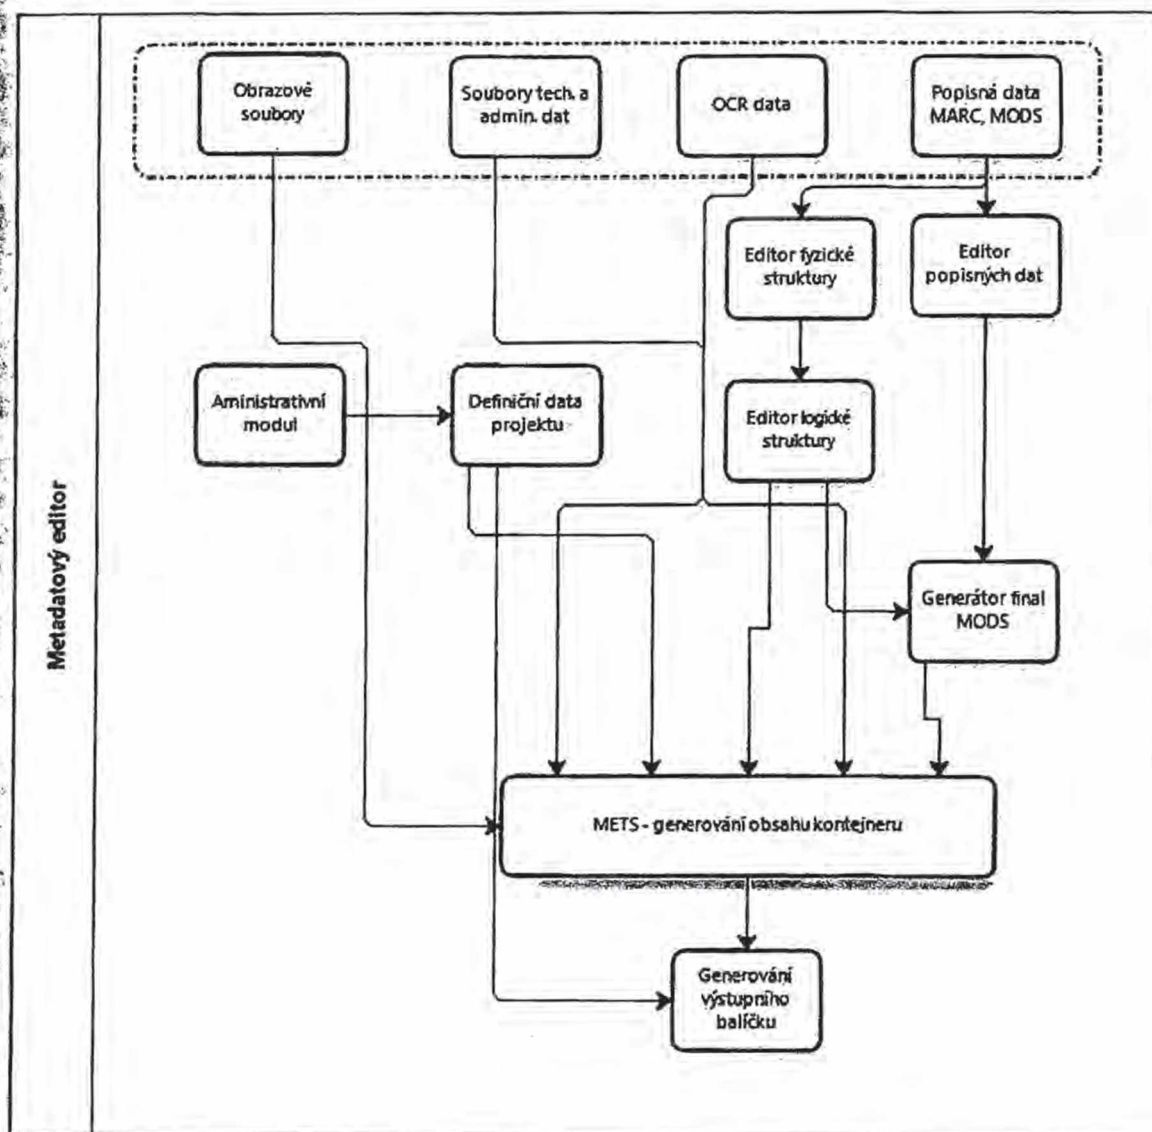 Obrazové
soubory
Soubory tech. a
admin. dat
OCR data
Popisná data
MARC, MODS
Editor fyzické
struktury
Editor
popisných dat
Aministrativní
modul
Definiční data
projektu
Editor logické
struktury
Metadatový editor
Generátor final
MODS
METS - generování obsahu kontejneru
Generování
výstupního
balíčku